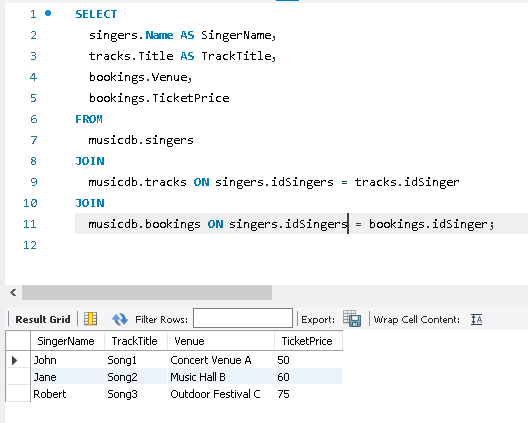 1 SELECT
2 singers.Name AS SingerName,
3 tracks.Title AS TrackTitle,
4 bookings.Venue,
5 bookings.TicketPrice
6 FROM
7 musicdb.singers
8 JOIN
9 musicdb.tracks ON singers.idSingers = tracks.idSinger
10 JOIN
11 musicdb.bookings ON singers.idSingers = bookings.idSinger;
12
Result Grid Filter Rows: Export: Wrap Cell Content: IA
SingerName TrackTitle Venue TicketPrice
John Song1 Concert Venue A 50
Jane Song2 Music Hall B 60
Robert Song3 Outdoor Festival C 75